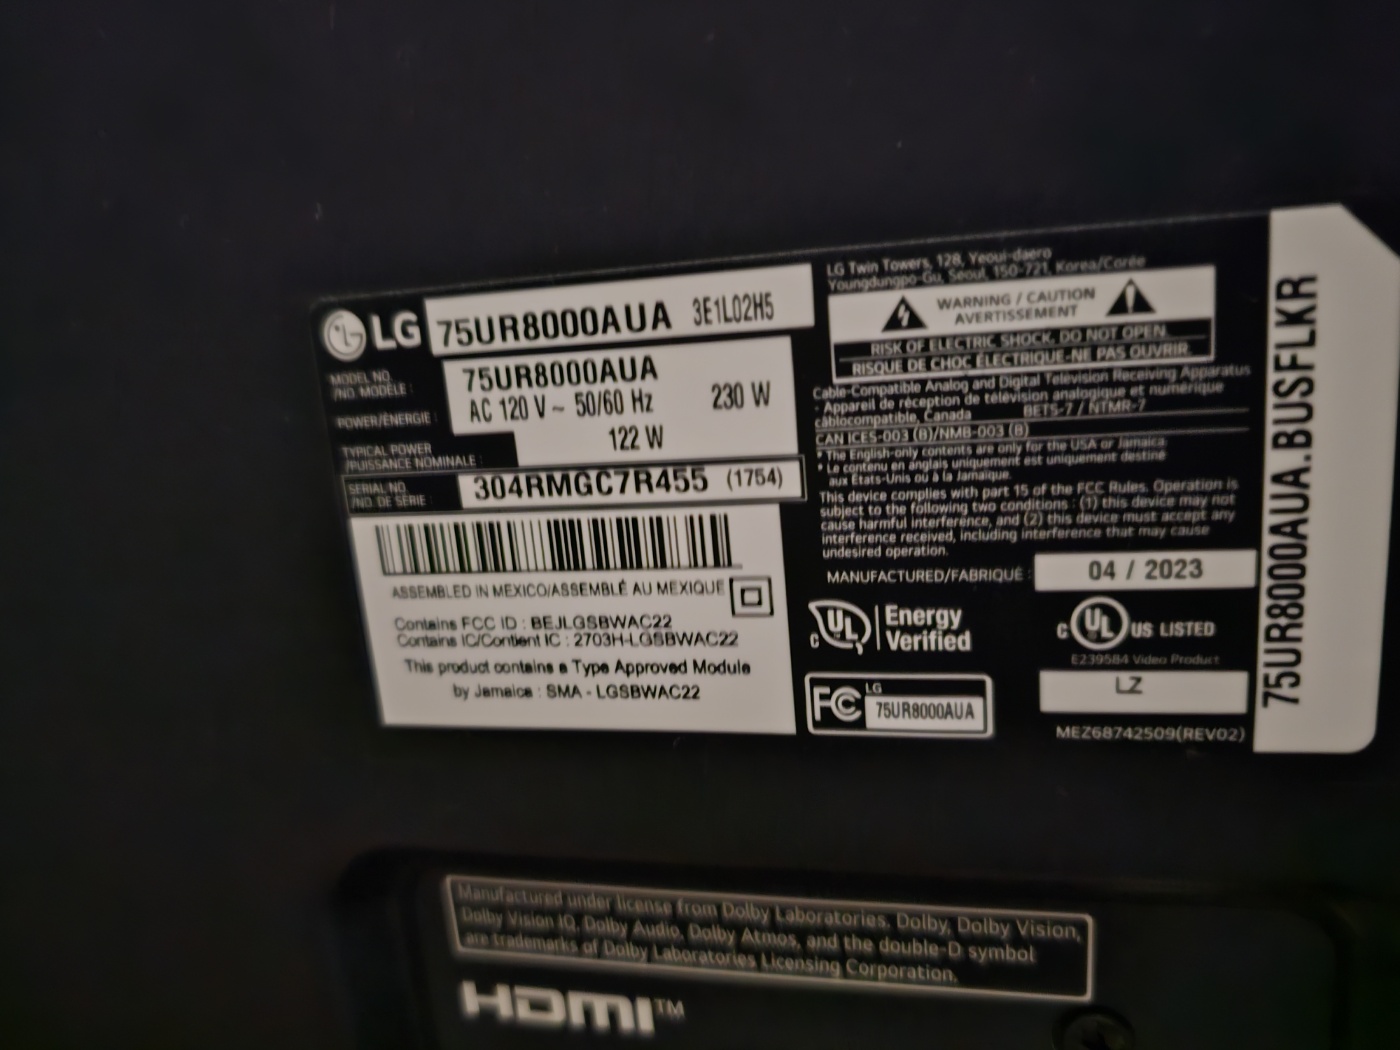 LG 75UR8000AUA 3E1L02H5
MODEL NO.
/NO. MODÈLE :
75UR8000AUA
POWER/ÉNERGIE :
AC 120 V ~ 50/60 Hz 230 W
TYPICAL POWER
/PUISSANCE NOMINALE :
122 W
SERIAL NO.
/NO. DE SÉRIE :
304RMGC7R455 (1754)
ASSEMBLED IN MEXICO/ASSEMBLÉ AU MEXIQUE
Contains FCC ID : BEJLGSBWAC22
Contains IC/Contient IC : 2703H-LGSBWAC22
This product contains a Type Approved Module
by Jamaica : SMA - LGSBWAC22
LG Twin Towers, 128, Yeoui-daero
Youngdungpo-Gu, Seoul, 150-721, Korea/Corée
WARNING / CAUTION
AVERTISSEMENT
RISK OF ELECTRIC SHOCK, DO NOT OPEN.
RISQUE DE CHOC ÉLECTRIQUE-NE PAS OUVRIR.
Cable-Compatible Analog and Digital Television Receiving Apparatus
- Appareil de réception de télévision analogique et numérique
câblocompatible, Canada BETS-7 / NTMR-7
CAN ICES-003 (B)/NMB-003 (B)
* The English-only contents are only for the USA or Jamaica.
* Le contenu en anglais uniquement est uniquement destiné
aux États-Unis ou à la Jamaïque.
This device complies with part 15 of the FCC Rules. Operation is
subject to the following two conditions : (1) this device may not
cause harmful interference, and (2) this device must accept any
interference received, including interference that may cause
undesired operation.
MANUFACTURED/FABRIQUÉ : 04 / 2023
C UL Energy
Verified
C UL US LISTED
E239584 Video Product
FC LG
75UR8000AUA
LZ
MEZ68742509(REV02)
75UR8000AUA.BUSFLKR
Manufactured under license from Dolby Laboratories. Dolby, Dolby Vision,
Dolby Vision IQ, Dolby Audio, Dolby Atmos, and the double-D symbol
are trademarks of Dolby Laboratories Licensing Corporation.
HDMI™